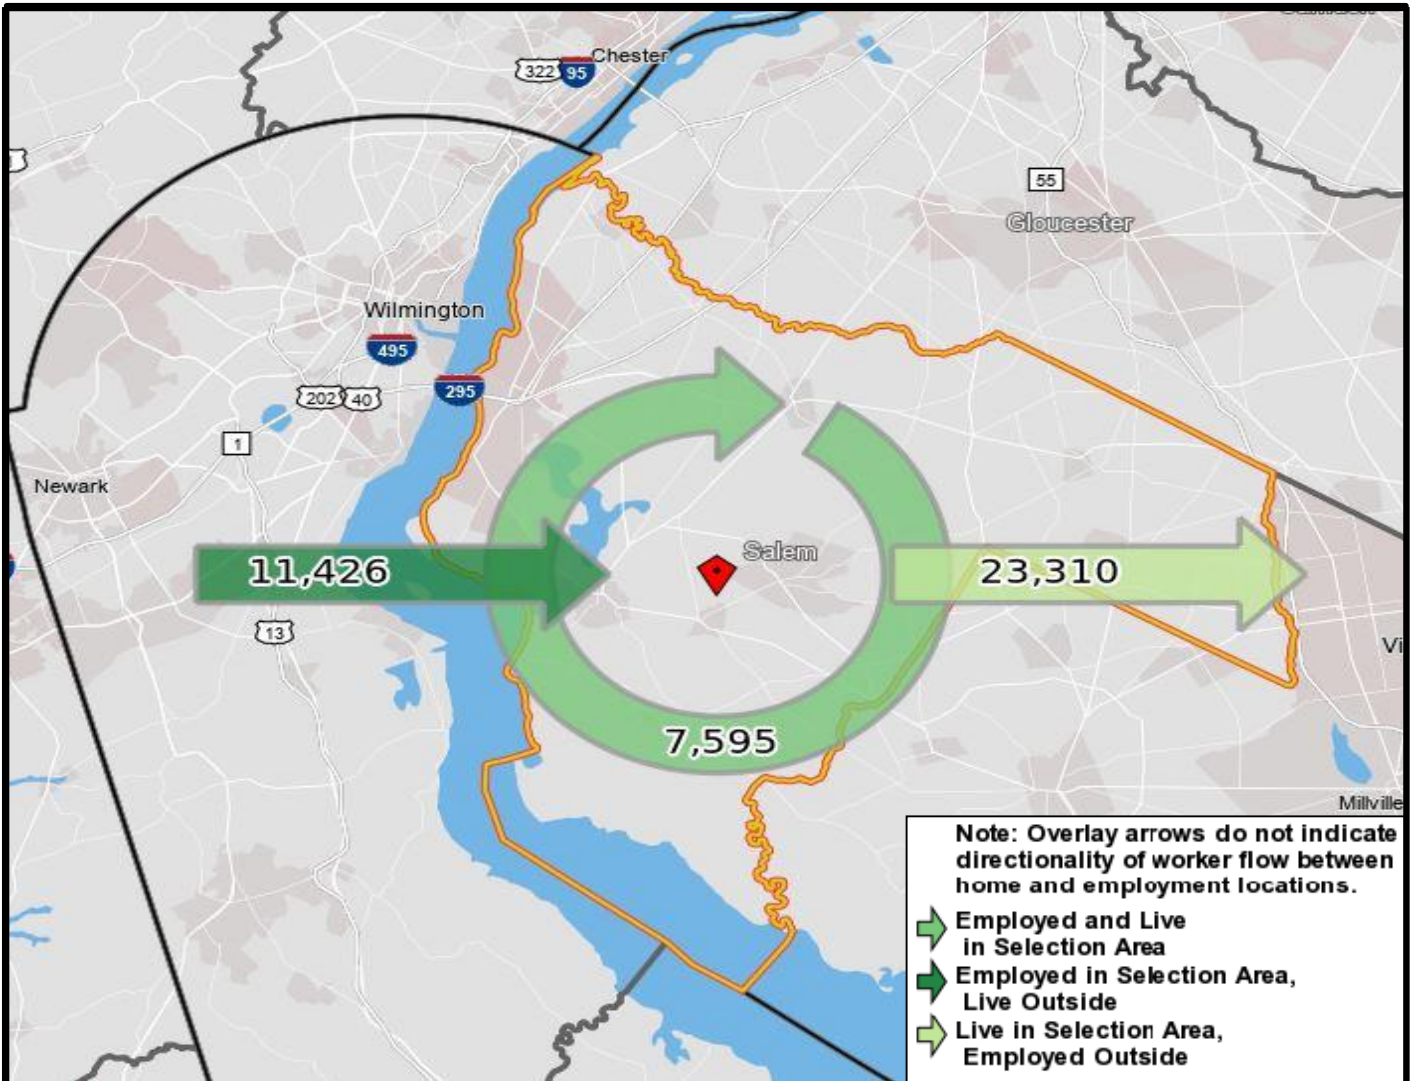 Chester
322
95
55
Gloucester
Wilmington
495
295
202
40
1
Newark
Salem
11,426
23,310
13
Vi
7,595
Millville
Note: Overlay arrows do not indicate
directionality of worker flow between
home and employment locations.
Employed and Live
in Selection Area
Employed in Selection Area,
Live Outside
Live in Selection Area,
Employed Outside